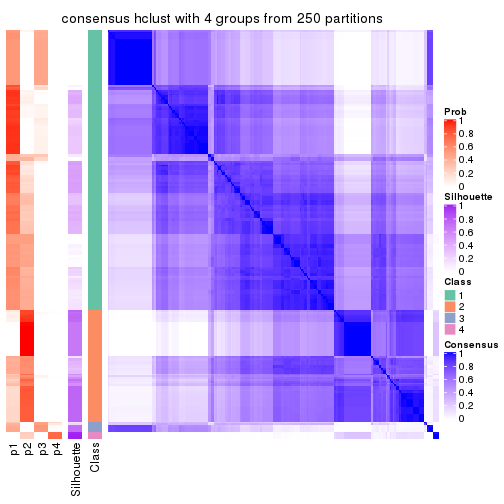 consensus hclust with 4 groups from 250 partitions
Prob
1
0.8
0.6
0.4
0.2
0
Silhouette
1
0.8
0.6
0.4
0.2
0
Class
1
2
3
4
Consensus
1
0.8
0.6
0.4
0.2
0
p1
p2
p3
p4
Silhouette
Class